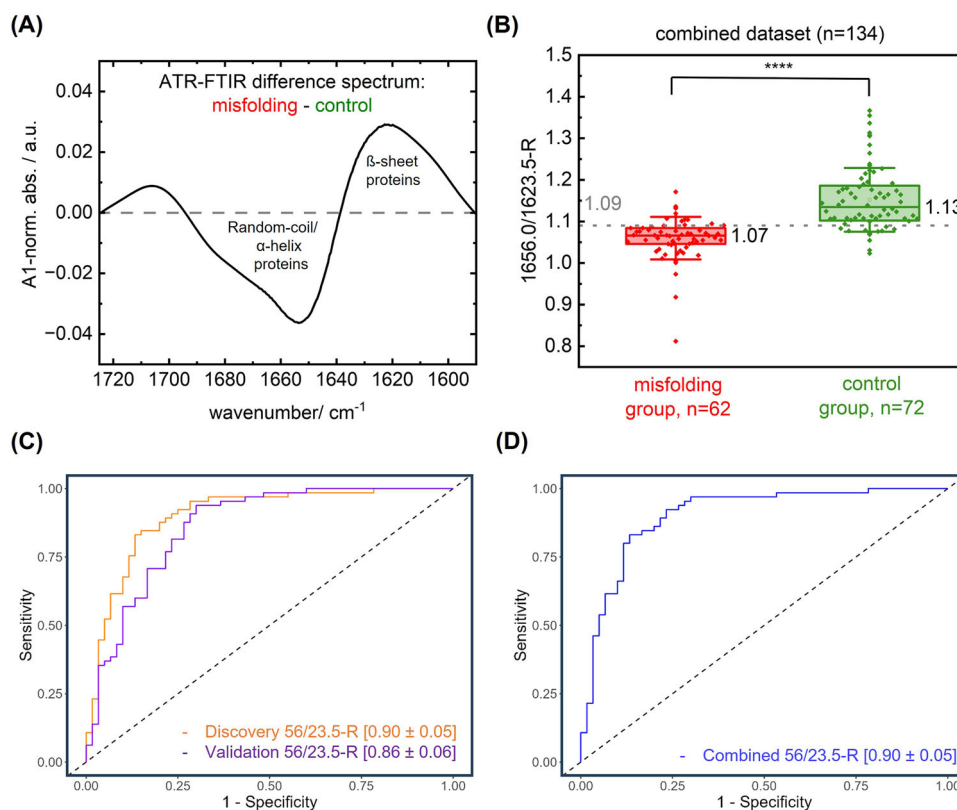 (A)
ATR-FTIR difference spectrum:
misfolding - control
ß-sheet
proteins
Random-coil/
α-helix
proteins
0.04
0.02
0.00
−0.02
−0.04
A1-norm. abs. / a.u.
1720 1700 1680 1660 1640 1620 1600
wavenumber/ cm⁻¹
(B)
combined dataset (n=134)
****
1.5
1.4
1.3
1.2
1.1
1.0
0.9
0.8
1656.0/1623.5-R
1.09
1.07
1.13
misfolding
group, n=62
control
group, n=72
(C)
1.00
0.75
0.50
0.25
0.00
Sensitivity
- Discovery 56/23.5-R [0.90 ± 0.05]
- Validation 56/23.5-R [0.86 ± 0.06]
0.00 0.25 0.50 0.75 1.00
1 - Specificity
(D)
1.00
0.75
0.50
0.25
0.00
Sensitivity
- Combined 56/23.5-R [0.90 ± 0.05]
0.00 0.25 0.50 0.75 1.00
1 - Specificity